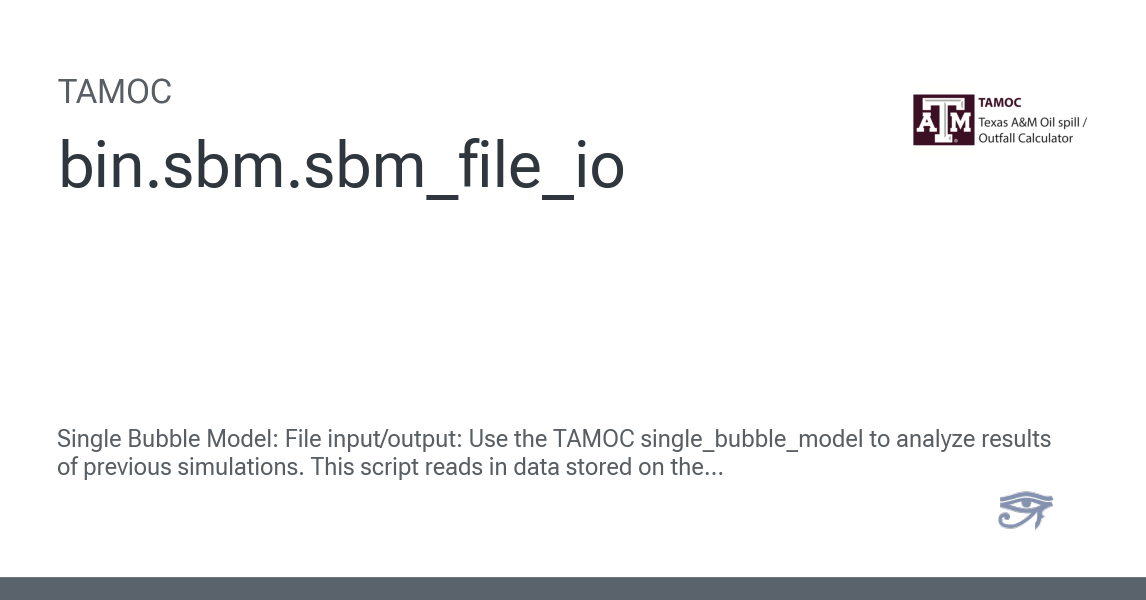 TAMOC
bin.sbm.sbm_file_io
ATM
TAMOC
Texas A&M Oil spill /
Outfall Calculator
Single Bubble Model: File input/output: Use the TAMOC single_bubble_model to analyze results
of previous simulations. This script reads in data stored on the...